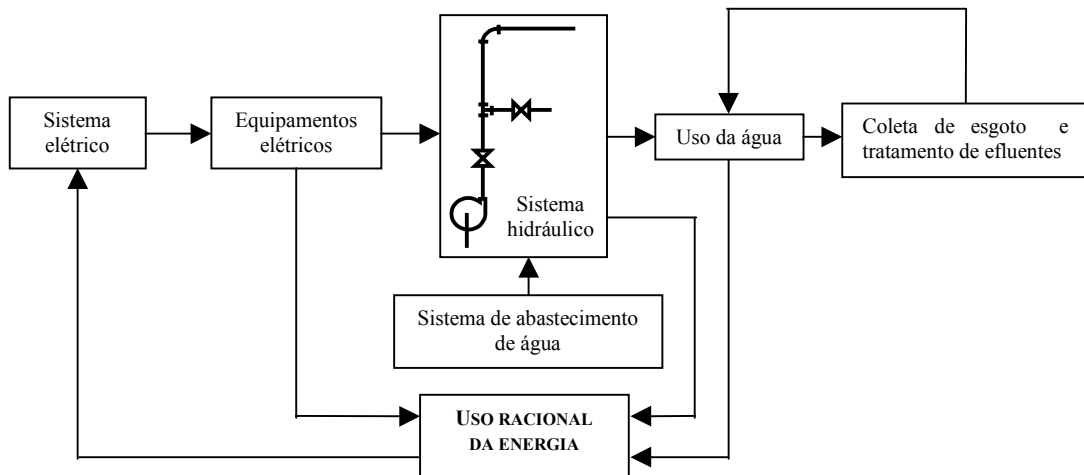 Sistema
elétrico
Equipamentos
elétricos
Sistema
hidráulico
Uso da água
Coleta de esgoto e
tratamento de efluentes
Sistema de abastecimento
de água
USO RACIONAL
DA ENERGIA